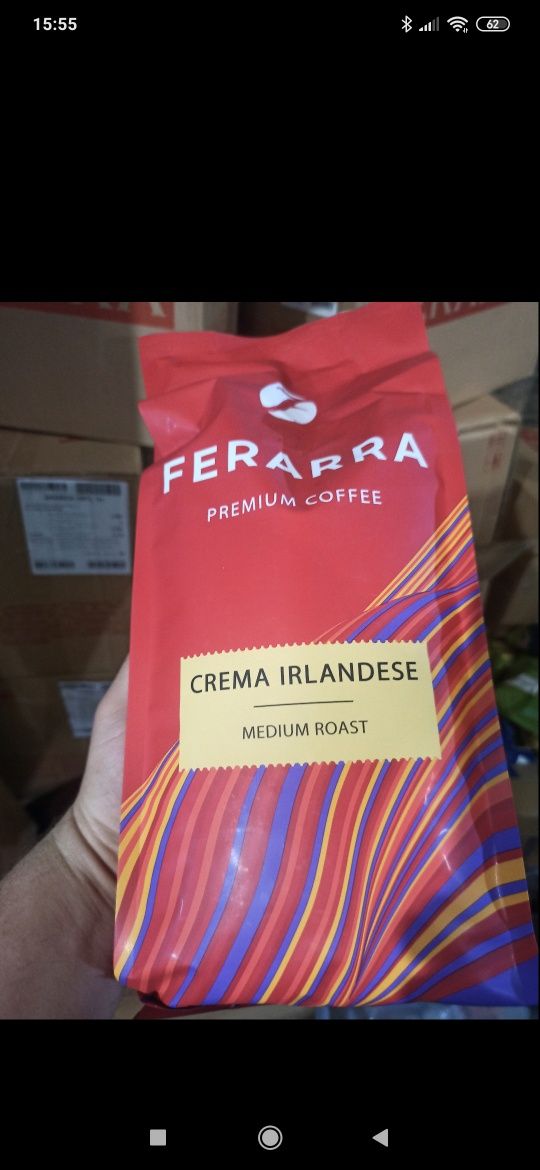 15:55
62
FERARRA
PREMIUM COFFEE
CREMA IRLANDESE
MEDIUM ROAST